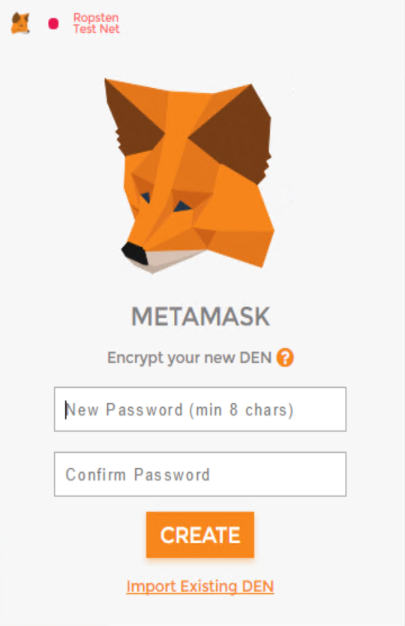 Ropsten
Test Net
METAMASK
Encrypt your new DEN ?
New Password (min 8 chars)
Confirm Password
CREATE
Import Existing DEN